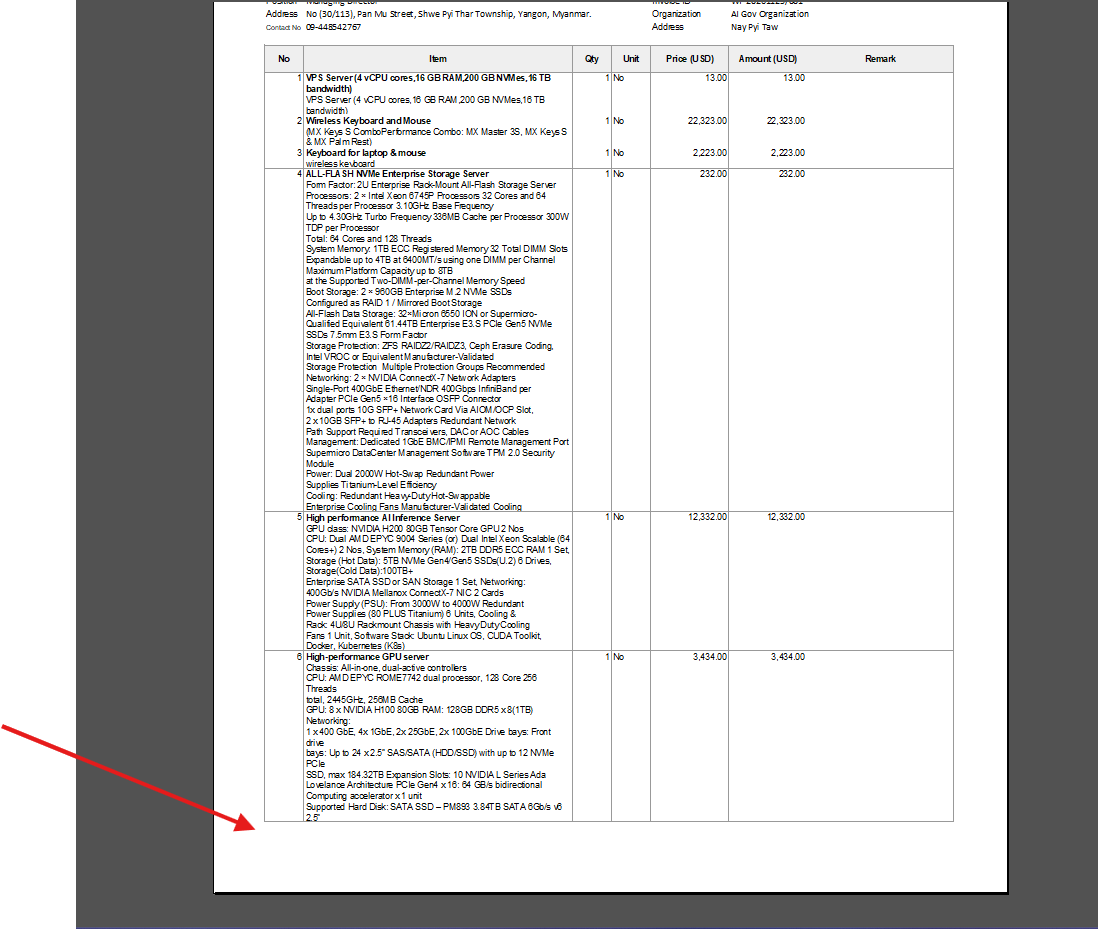 Address No (30/113), Pan Mu Street, Shwe Pyi Thar Township, Yangon, Myanmar. Organization AI Gov Organization
Contact No 09-448542767 Address Nay Pyi Taw
No Item Qty Unit Price (USD) Amount (USD) Remark
1 VPS Server (4 vCPU cores,16 GB RAM,200 GB NVMes,16 TB 1 No 13.00 13.00
bandwidth)
VPS Server (4 vCPU cores,16 GB RAM,200 GB NVMes,16 TB
bandwidth)
2 Wireless Keyboard and Mouse 1 No 22,323.00 22,323.00
(MX Keys S ComboPerformance Combo: MX Master 3S, MX Keys S
& MX Palm Rest)
3 Keyboard for laptop & mouse 1 No 2,223.00 2,223.00
wireless keyboard
4 ALL-FLASH NVMe Enterprise Storage Server 1 No 232.00 232.00
Form Factor: 2U Enterprise Rack-Mount All-Flash Storage Server
Processors: 2 × Intel Xeon 6745P Processors 32 Cores and 64
Threads per Processor 3.10GHz Base Frequency
Up to 4.30GHz Turbo Frequency 336MB Cache per Processor 300W
TDP per Processor
Total: 64 Cores and 128 Threads
System Memory: 1TB ECC Registered Memory 32 Total DIMM Slots
Expandable up to 4TB at 6400MT/s using one DIMM per Channel
Maximum Platform Capacity up to 8TB
at the Supported Two-DIMM-per-Channel Memory Speed
Boot Storage: 2 × 960GB Enterprise M.2 NVMe SSDs
Configured as RAID 1 / Mirrored Boot Storage
All-Flash Data Storage: 32×Micron 6550 ION or Supermicro-
Qualified Equivalent 61.44TB Enterprise E3.S PCIe Gen5 NVMe
SSDs 7.5mm E3.S Form Factor
Storage Protection: ZFS RAIDZ2/RAIDZ3, Ceph Erasure Coding,
Intel VROC or Equivalent Manufacturer-Validated
Storage Protection Multiple Protection Groups Recommended
Networking: 2 × NVIDIA ConnectX-7 Network Adapters
Single-Port 400GbE Ethernet/NDR 400Gbps InfiniBand per
Adapter PCIe Gen5 ×16 Interface OSFP Connector
1x dual ports 10G SFP+ Network Card Via AIOM/OCP Slot,
2 x 10GB SFP+ to RJ-45 Adapters Redundant Network
Path Support Required Transceivers, DAC or AOC Cables
Management: Dedicated 1GbE BMC/IPMI Remote Management Port
Supermicro DataCenter Management Software TPM 2.0 Security
Module
Power: Dual 2000W Hot-Swap Redundant Power
Supplies Titanium-Level Efficiency
Cooling: Redundant Heavy-DutyHot-Swappable
Enterprise Cooling Fans Manufacturer-Validated Cooling
5 High performance AI Inference Server 1 No 12,332.00 12,332.00
GPU class: NVIDIA H200 80GB Tensor Core GPU 2 Nos
CPU: Dual AMD EPYC 9004 Series (or) Dual Intel Xeon Scalable (64
Cores+) 2 Nos, System Memory (RAM): 2TB DDR5 ECC RAM 1 Set,
Storage (Hot Data): 5TB NVMe Gen4/Gen5 SSDs(U.2) 6 Drives,
Storage(Cold Data):100TB+
Enterprise SATA SSD or SAN Storage 1 Set, Networking:
400Gb/s NVIDIA Mellanox ConnectX-7 NIC 2 Cards
Power Supply (PSU): From 3000W to 4000W Redundant
Power Supplies (80 PLUS Titanium) 6 Units, Cooling &
Rack: 4U/8U Rackmount Chassis with HeavyDutyCooling
Fans 1 Unit, Software Stack: Ubuntu Linux OS, CUDA Toolkit,
Docker, Kubernetes (K8s)
6 High-performance GPU server 1 No 3,434.00 3,434.00
Chassis: All-in-one, dual-active controllers
CPU: AMD EPYC ROME7742 dual processor, 128 Core 256
Threads
total, 2445GHz, 256MB Cache
GPU: 8 x NVIDIA H100 80GB RAM: 128GB DDR5 x8(1TB)
Networking:
1 x 400 GbE, 4x 1GbE, 2x 25GbE, 2x 100GbE Drive bays: Front
drive
bays: Up to 24 x 2.5" SAS/SATA (HDD/SSD) with up to 12 NVMe
PCIe
SSD, max 184.32TB Expansion Slots: 10 NVIDIA L Series Ada
Lovelance Architecture PCIe Gen4 x 16: 64 GB/s bidirectional
Computing accelerator x 1 unit
Supported Hard Disk: SATA SSD – PM893 3.84TB SATA 6Gb/s v6
2.5"